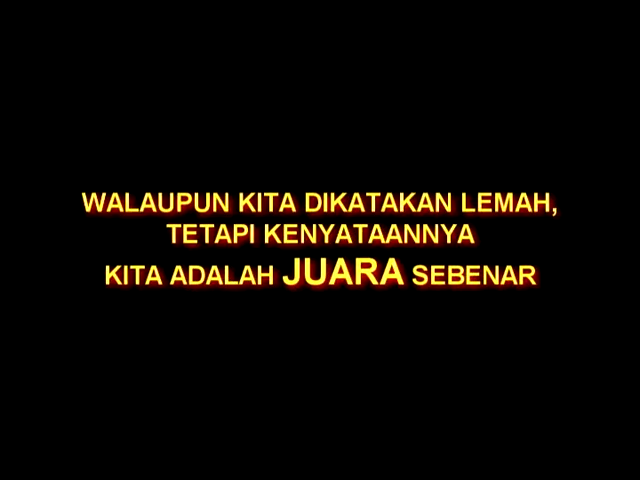 WALAUPUN KITA DIKATAKAN LEMAH,
TETAPI KENYATAANNYA
KITA ADALAH JUARA SEBENAR